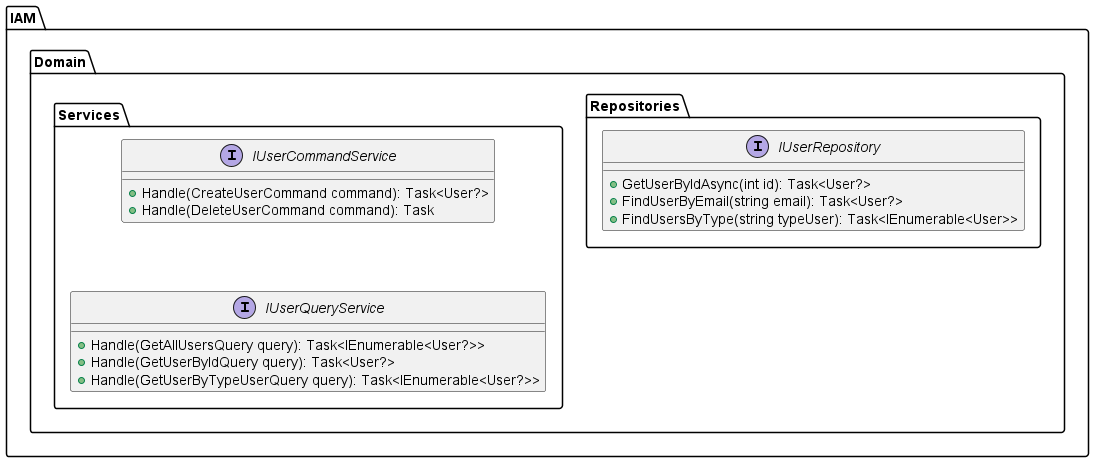 IAM
Domain
Services
I IUserCommandService
Handle(CreateUserCommand command): Task<User?>
Handle(DeleteUserCommand command): Task
I IUserQueryService
Handle(GetAllUsersQuery query): Task<IEnumerable<User?>>
Handle(GetUserByIdQuery query): Task<User?>
Handle(GetUserByTypeUserQuery query): Task<IEnumerable<User?>>
Repositories
I IUserRepository
GetUserByIdAsync(int id): Task<User?>
FindUserByEmail(string email): Task<User?>
FindUsersByType(string typeUser): Task<IEnumerable<User>>